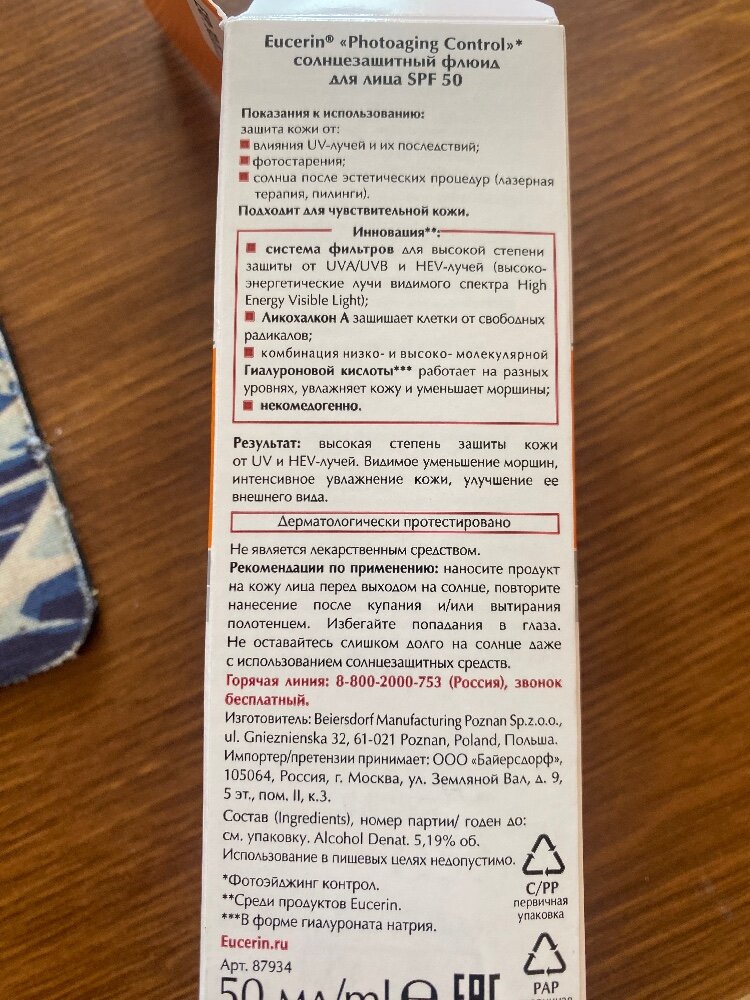 Eucerin® «Photoaging Control»*
солнцезащитный флюид
для лица SPF 50
Показания к использованию:
защита кожи от:
влияния UV-лучей и их последствий;
фотостарения;
солнца после эстетических процедур (лазерная
терапия, пилинги).
Подходит для чувствительной кожи.
Инновация**:
система фильтров для высокой степени
защиты от UVA/UVB и HEV-лучей (высоко-
энергетические лучи видимого спектра High
Energy Visible Light);
Ликохалкон А защищает клетки от свободных
радикалов;
комбинация низко- и высоко- молекулярной
Гиалуроновой кислоты*** работает на разных
уровнях, увлажняет кожу и уменьшает морщины;
некомедогенно.
Результат: высокая степень защиты кожи
от UV и HEV-лучей. Видимое уменьшение морщин,
интенсивное увлажнение кожи, улучшение ее
внешнего вида.
Дерматологически протестировано
Не является лекарственным средством.
Рекомендации по применению: наносите продукт
на кожу лица перед выходом на солнце, повторите
нанесение после купания и/или вытирания
полотенцем. Избегайте попадания в глаза.
Не оставайтесь слишком долго на солнце даже
с использованием солнцезащитных средств.
Горячая линия: 8-800-2000-753 (Россия), звонок
бесплатный.
Изготовитель: Beiersdorf Manufacturing Poznan Sp.z.o.o.,
ul. Gnieznienska 32, 61-021 Poznan, Poland, Польша.
Импортер/претензии принимает: ООО «Байерсдорф»,
105064, Россия, г. Москва, ул. Земляной Вал, д. 9,
5 эт., пом. II, к.3.
Состав (Ingredients), номер партии/ годен до:
см. упаковку. Alcohol Denat. 5,19% об.
Использование в пищевых целях недопустимо.
C/PP
первичная
упаковка
*Фотоэйджинг контрол.
**Среди продуктов Eucerin.
***В форме гиалуроната натрия.
Eucerin.ru
Арт. 87934
50 мл/ml ℮ EAC
PAP